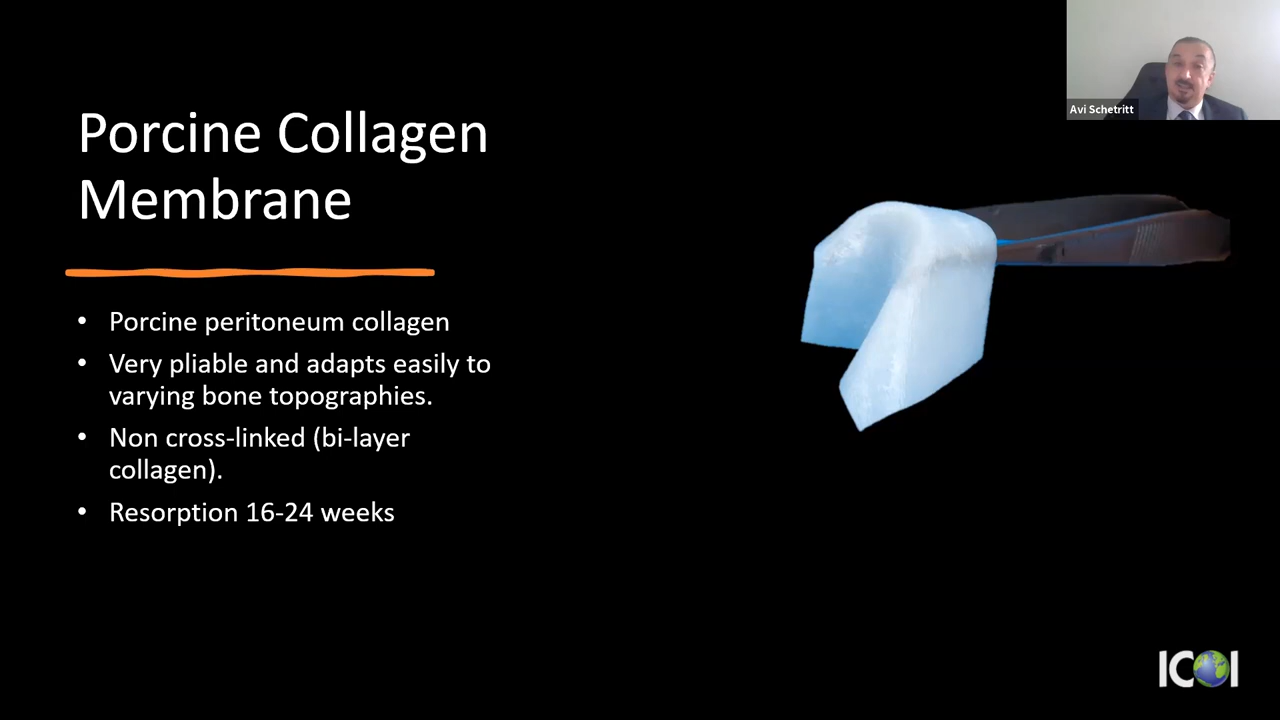 Avi Schetritt
Porcine Collagen
Membrane
• Porcine peritoneum collagen
• Very pliable and adapts easily to
varying bone topographies.
• Non cross-linked (bi-layer
collagen).
• Resorption 16-24 weeks
ICOI